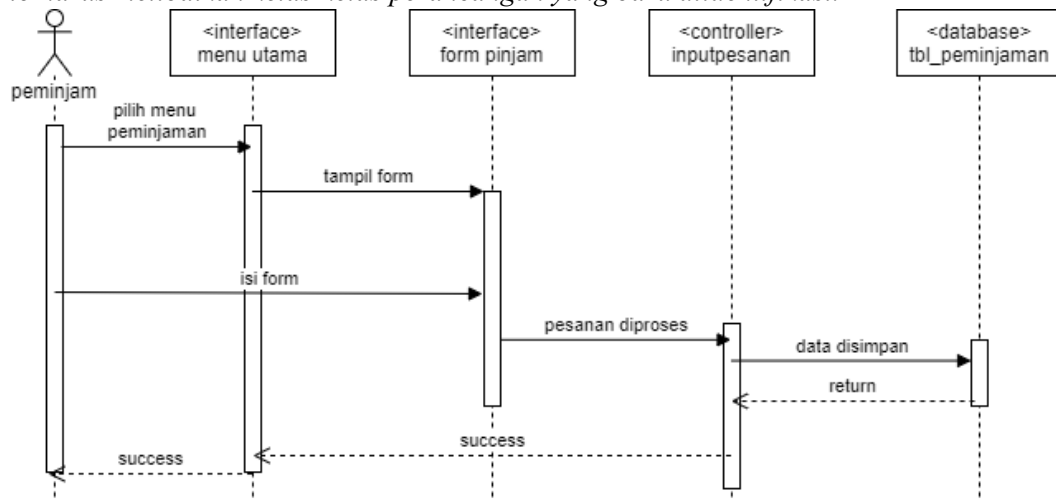 <interface>
menu utama
<interface>
form pinjam
<controller>
inputpesanan
<database>
tbl_peminjaman
peminjam
pilih menu
peminjaman
tampil form
isi form
pesanan diproses
data disimpan
return
success
success